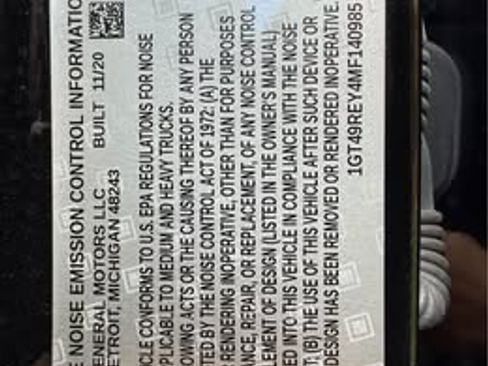 E NOISE EMISSION CONTROL INFORMATIO
ENERAL MOTORS LLC BUILT 11/20
ETROIT, MICHIGAN 48243
CLE CONFORMS TO U.S. EPA REGULATIONS FOR NOISE
PLICABLE TO MEDIUM AND HEAVY TRUCKS.
OWING ACTS OR THE CAUSING THEREOF BY ANY PERSON
TED BY THE NOISE CONTROL ACT OF 1972: (A) THE
RENDERING INOPERATIVE, OTHER THAN FOR PURPOSES
ANCE, REPAIR, OR REPLACEMENT, OF ANY NOISE CONTROL
LEMENT OF DESIGN (LISTED IN THE OWNER'S MANUAL)
ED INTO THIS VEHICLE IN COMPLIANCE WITH THE NOISE
T; (B) THE USE OF THIS VEHICLE AFTER SUCH DEVICE OR
DESIGN HAS BEEN REMOVED OR RENDERED INOPERATIVE.
1GT49REY4MF140985